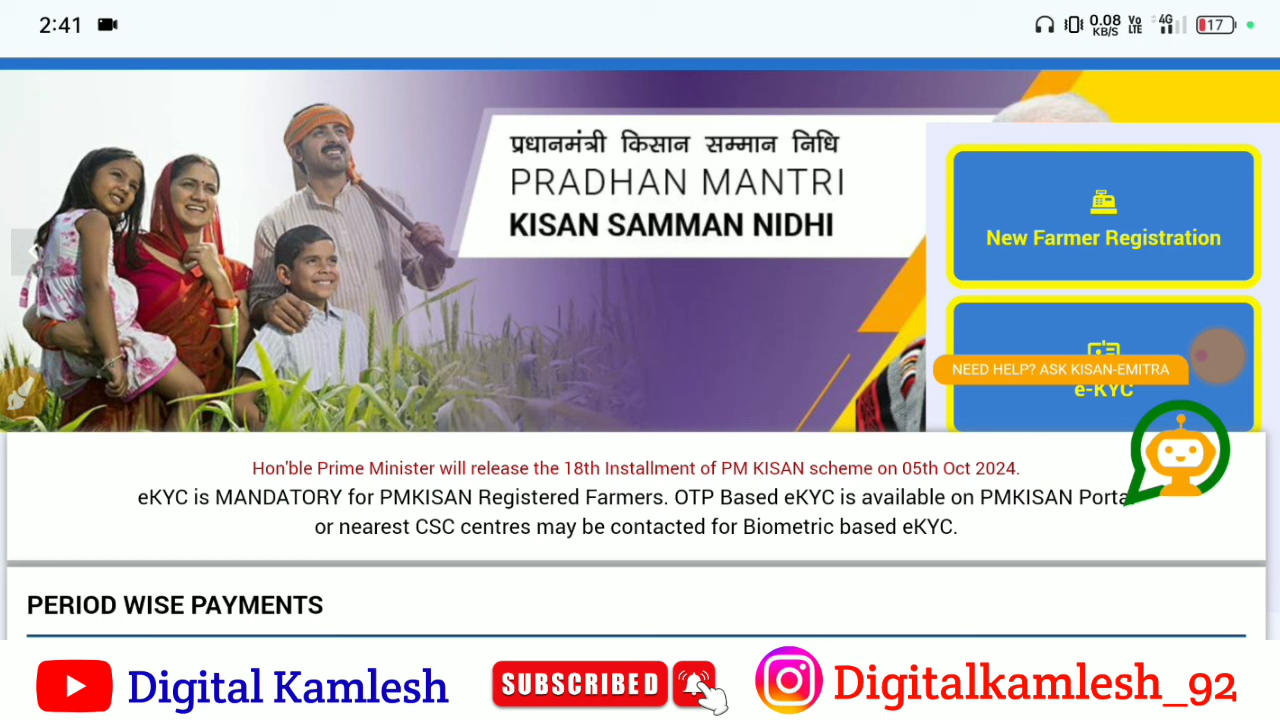 2:41
0.08
KB/S
Vo
LTE
4G
17
प्रधानमंत्री किसान सम्मान निधि
PRADHAN MANTRI
KISAN SAMMAN NIDHI
New Farmer Registration
NEED HELP? ASK KISAN-EMITRA
e-KYC
Hon'ble Prime Minister will release the 18th Installment of PM KISAN scheme on 05th Oct 2024.
eKYC is MANDATORY for PMKISAN Registered Farmers. OTP Based eKYC is available on PMKISAN Porta
or nearest CSC centres may be contacted for Biometric based eKYC.
PERIOD WISE PAYMENTS
Digital Kamlesh
SUBSCRIBED
Digitalkamlesh_92